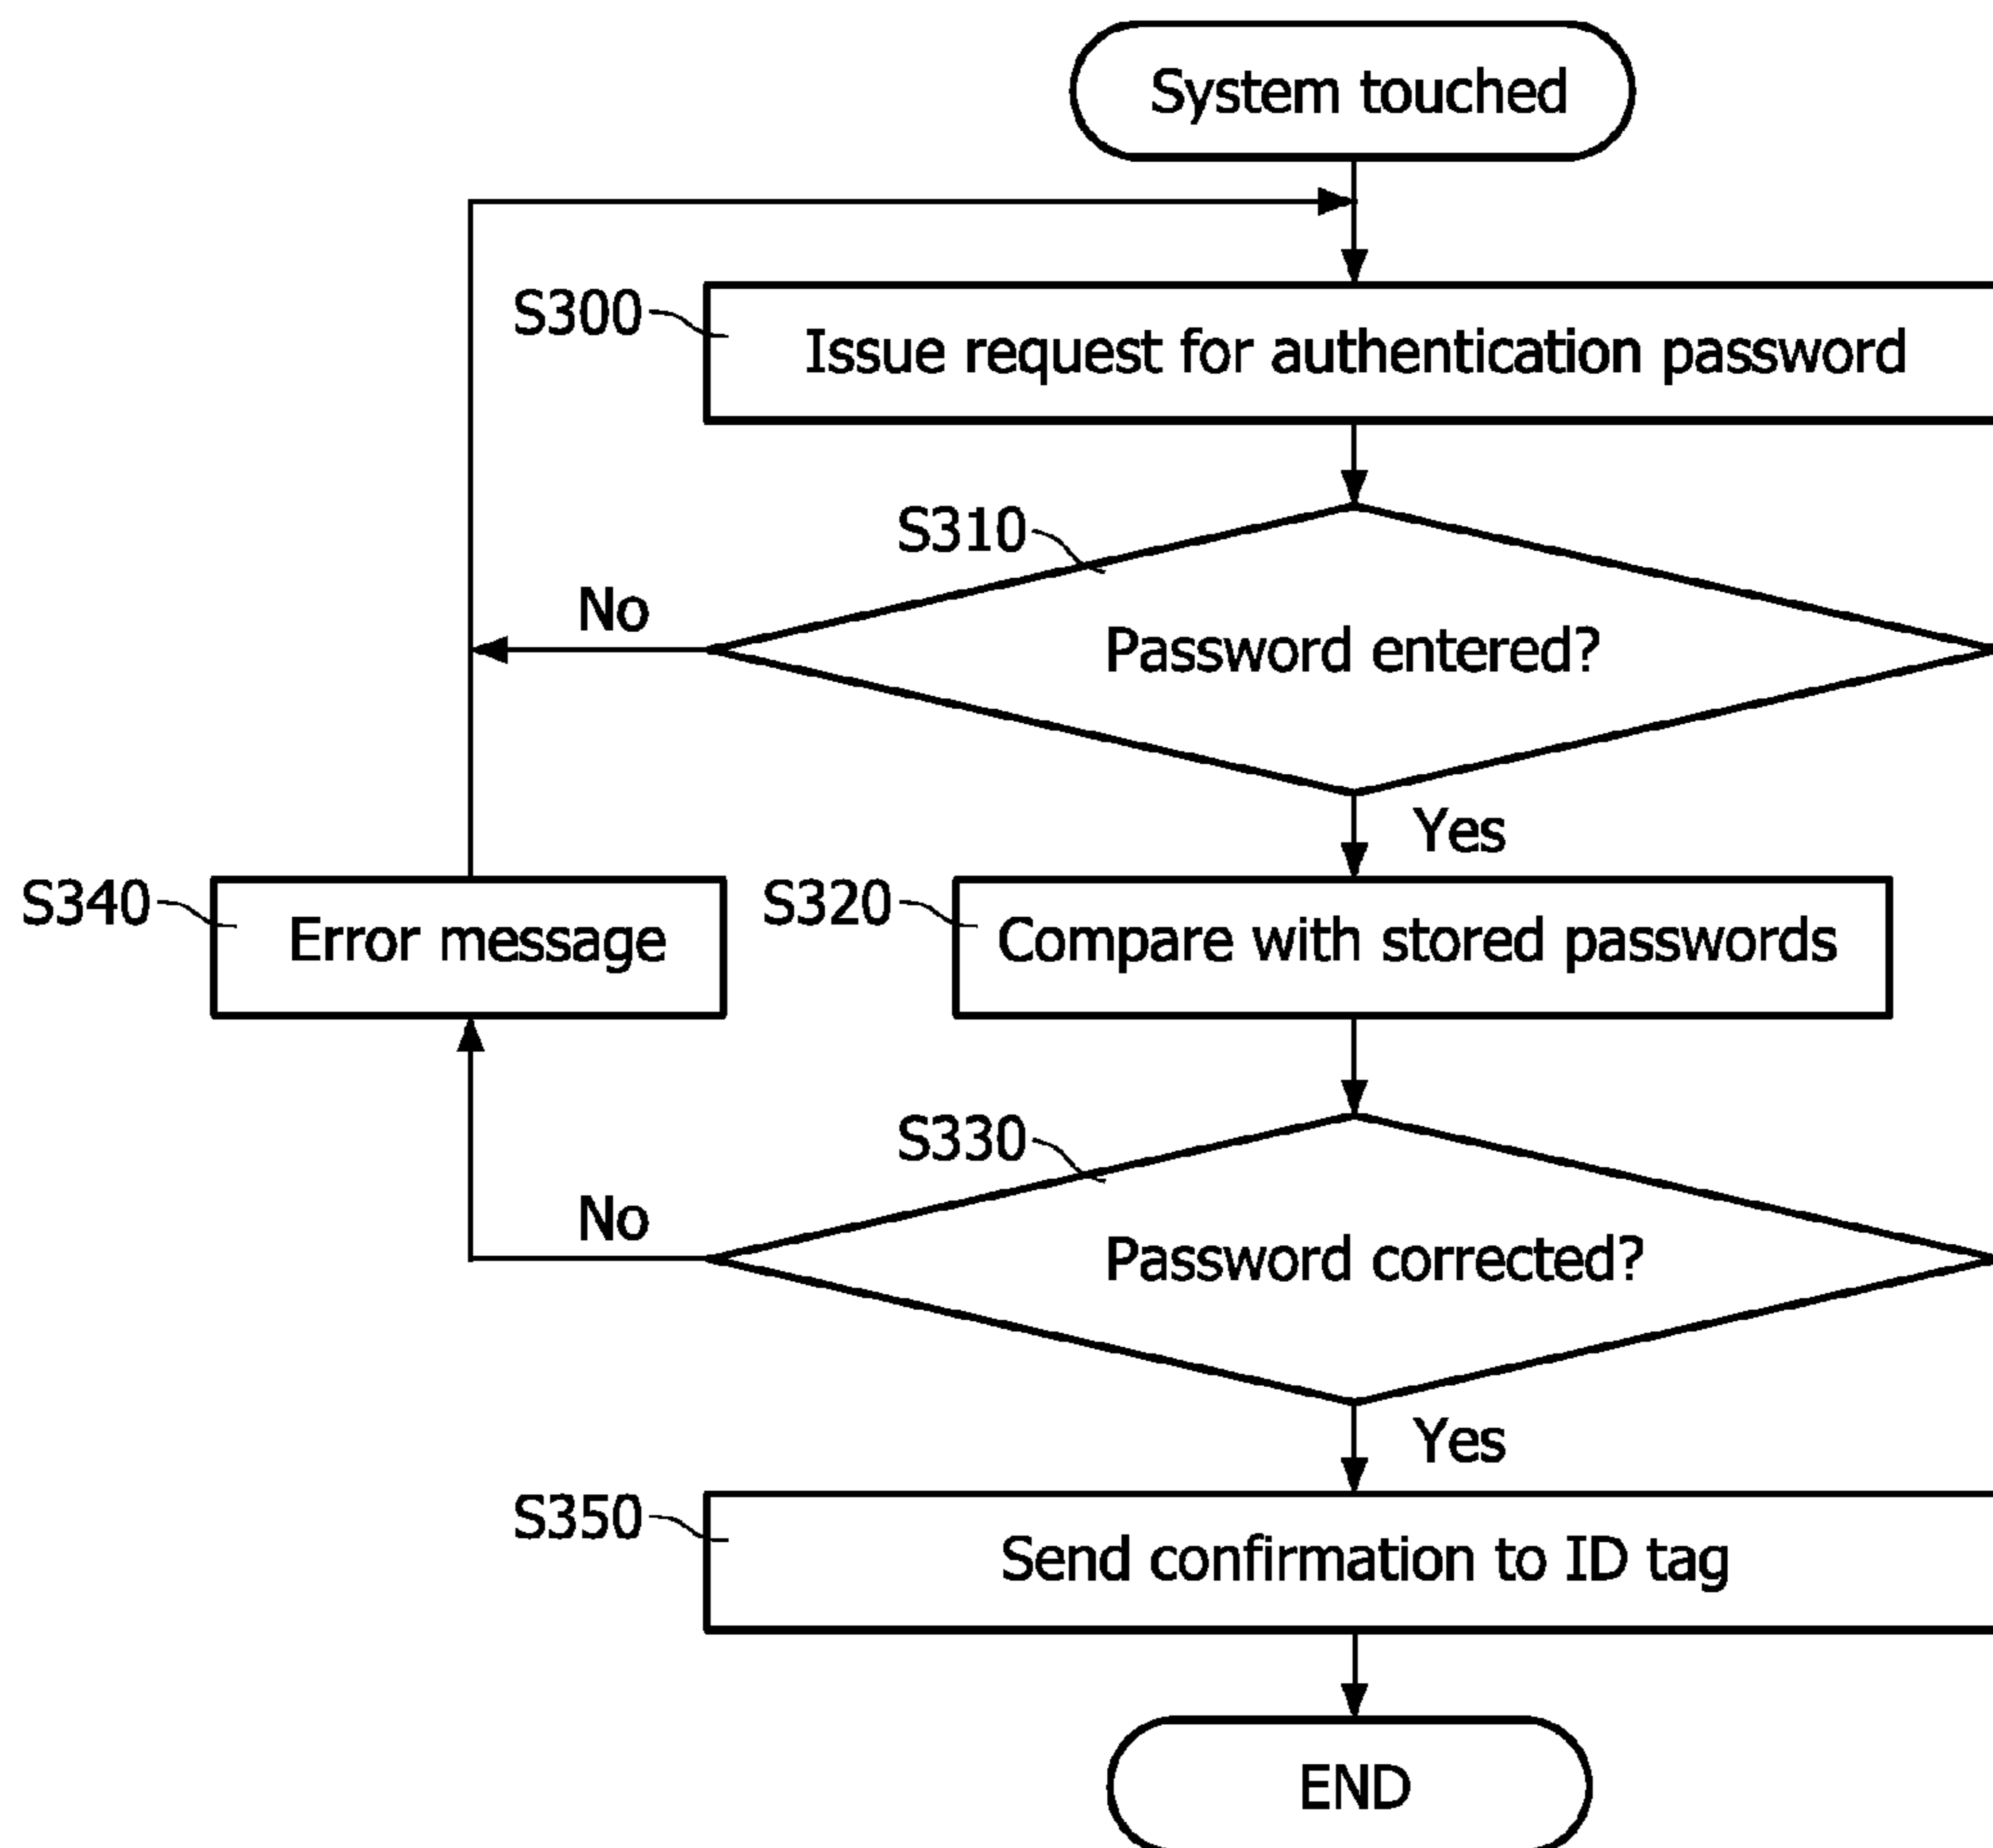 System touched
S300
Issue request for authentication password
S310
No
Password entered?
Yes
S340
Error message
S320
Compare with stored passwords
S330
No
Password corrected?
Yes
S350
Send confirmation to ID tag
END